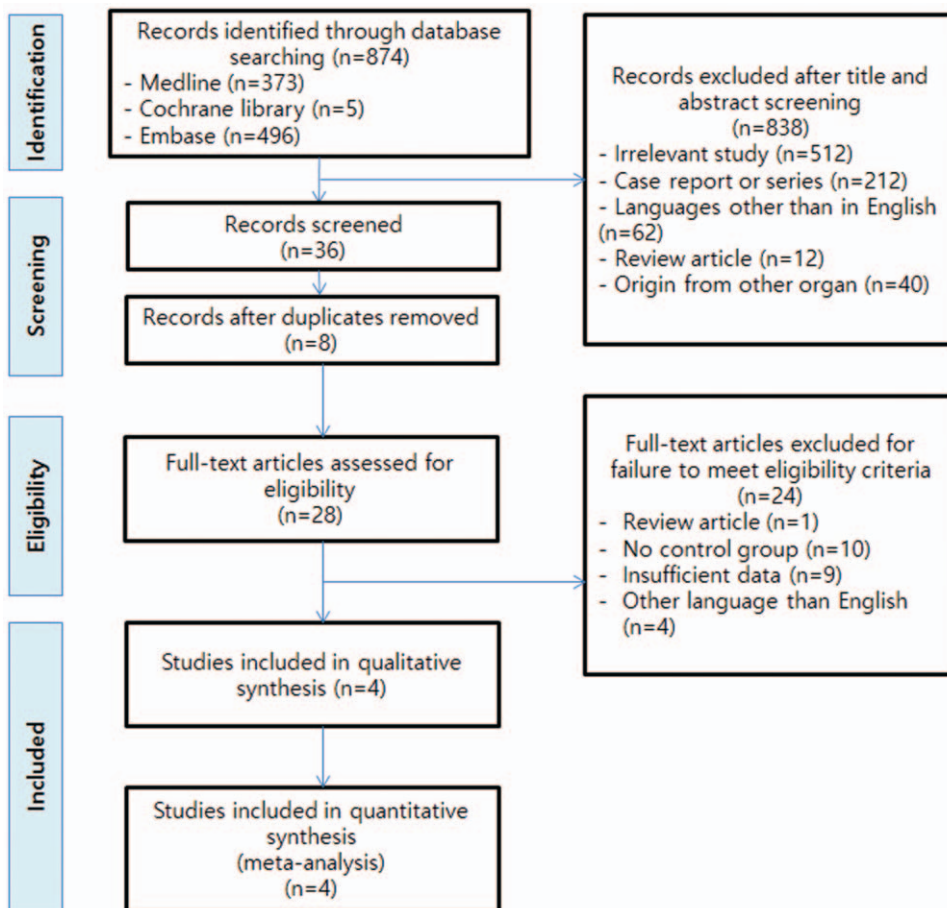 Identification
Records identified through database
searching (n=874)
- Medline (n=373)
- Cochrane library (n=5)
- Embase (n=496)
Records excluded after title and
abstract screening
(n=838)
- Irrelevant study (n=512)
- Case report or series (n=212)
- Languages other than in English
(n=62)
- Review article (n=12)
- Origin from other organ (n=40)
Screening
Records screened
(n=36)
Records after duplicates removed
(n=8)
Eligibility
Full-text articles assessed for
eligibility
(n=28)
Full-text articles excluded for
failure to meet eligibility criteria
(n=24)
- Review article (n=1)
- No control group (n=10)
- Insufficient data (n=9)
- Other language than English
(n=4)
Included
Studies included in qualitative
synthesis (n=4)
Studies included in quantitative
synthesis
(meta-analysis)
(n=4)